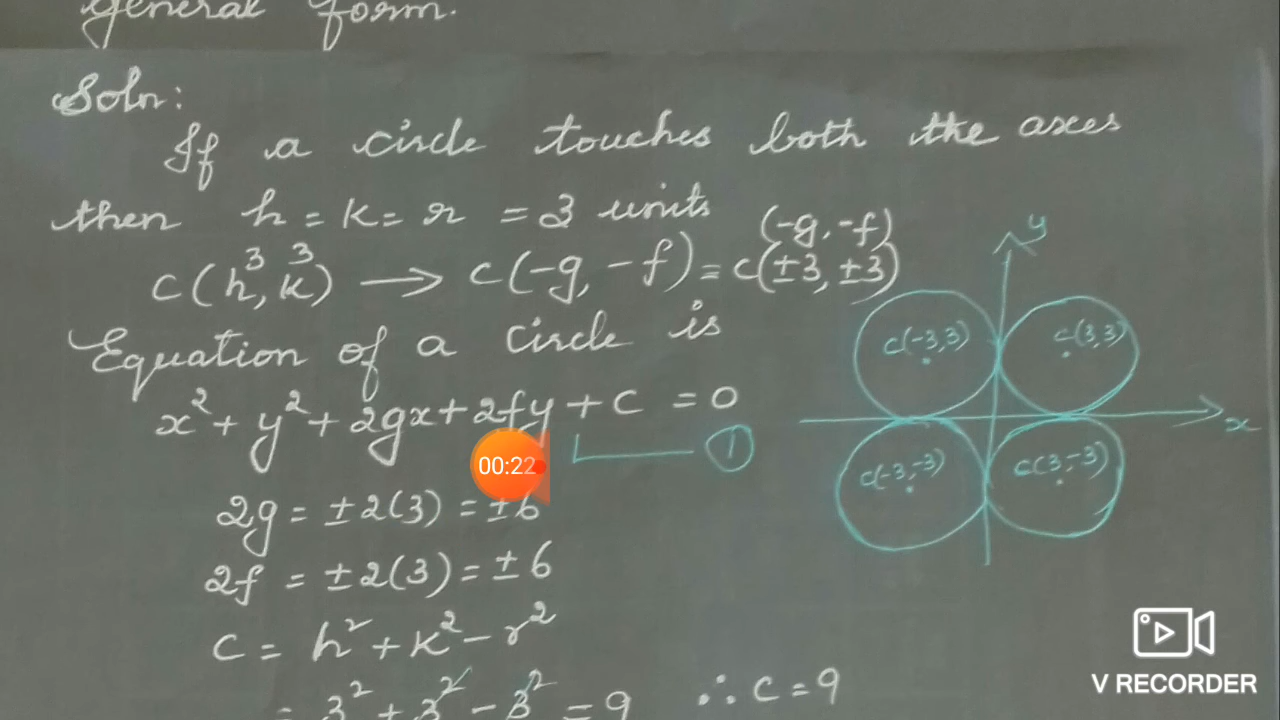 general form.
Soln:
If a circle touches both the axes
then h = k = r = 3 units
3 3 (-g, -f)
C(h, k) → C(-g, -f) = C(±3, ±3)
Equation of a circle is
x² + y² + 2gx + 2fy + c = 0
①
2g = ±2(3) = ±6
2f = ±2(3) = ±6
c = h² + k² - r²
= 3² + 3² - 3² = 9 ∴ c = 9
y
C(-3,3) C(3,3)
x
C(-3,-3) C(3,-3)
00:22
V RECORDER